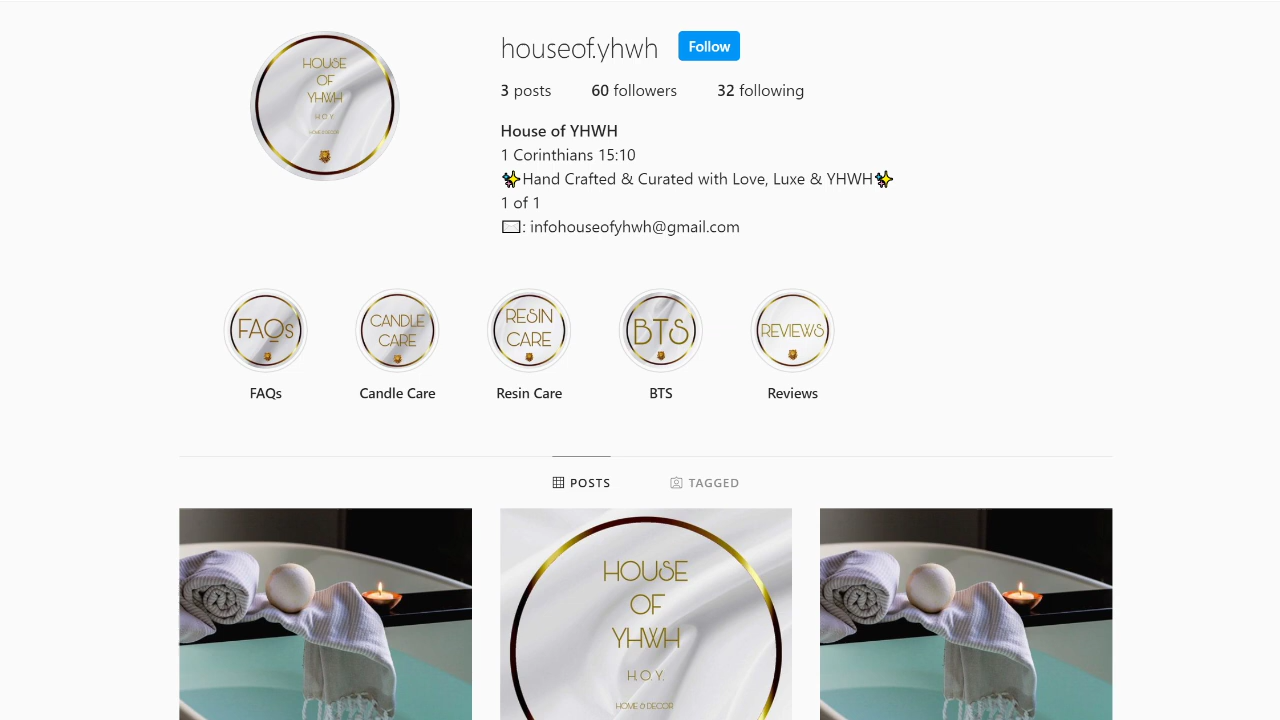 HOUSE
OF
YHWH
H.O.Y.
HOME & DECOR
houseof.yhwh
Follow
3 posts 60 followers 32 following
House of YHWH
1 Corinthians 15:10
✨Hand Crafted & Curated with Love, Luxe & YHWH✨
1 of 1
✉️: infohouseofyhwh@gmail.com
FAQs
CANDLE
CARE
RESIN
CARE
BTS
REVIEWS
FAQs
Candle Care
Resin Care
BTS
Reviews
POSTS
TAGGED
HOUSE
OF
YHWH
H.O.Y.
HOME & DECOR